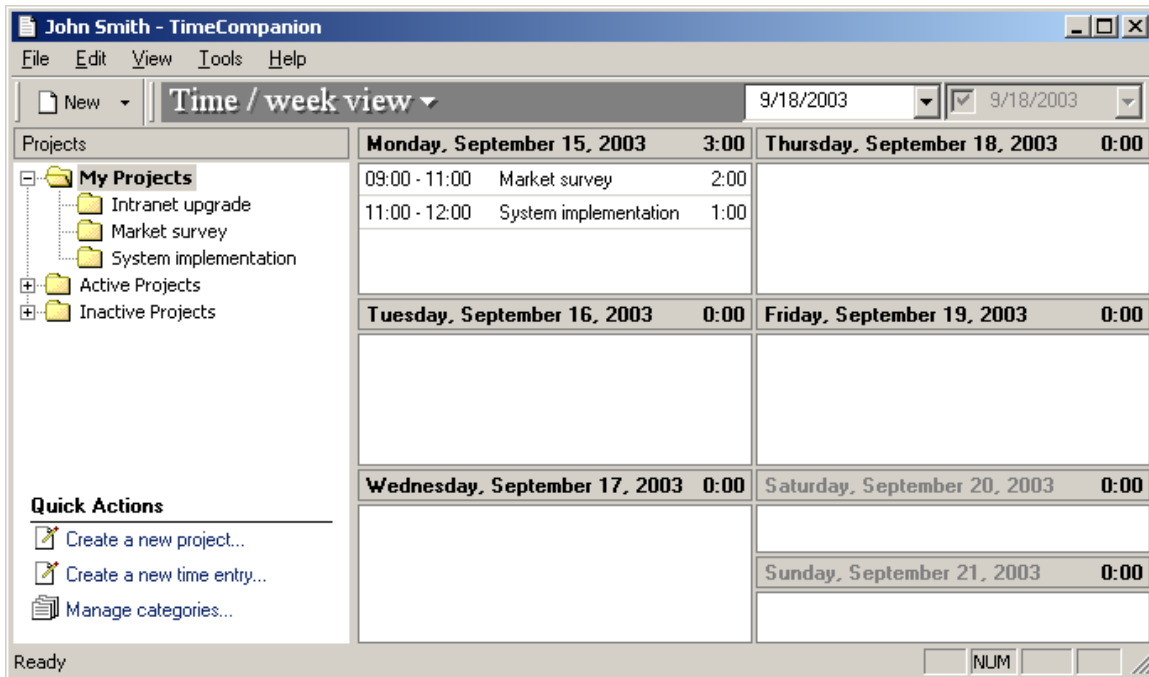 John Smith - TimeCompanion
File Edit View Tools Help
New Time / week view 9/18/2003 9/18/2003
Projects
My Projects
Intranet upgrade
Market survey
System implementation
Active Projects
Inactive Projects
Quick Actions
Create a new project...
Create a new time entry...
Manage categories...
Monday, September 15, 2003 3:00
09:00 - 11:00 Market survey 2:00
11:00 - 12:00 System implementation 1:00
Tuesday, September 16, 2003 0:00
Wednesday, September 17, 2003 0:00
Thursday, September 18, 2003 0:00
Friday, September 19, 2003 0:00
Saturday, September 20, 2003 0:00
Sunday, September 21, 2003 0:00
Ready NUM